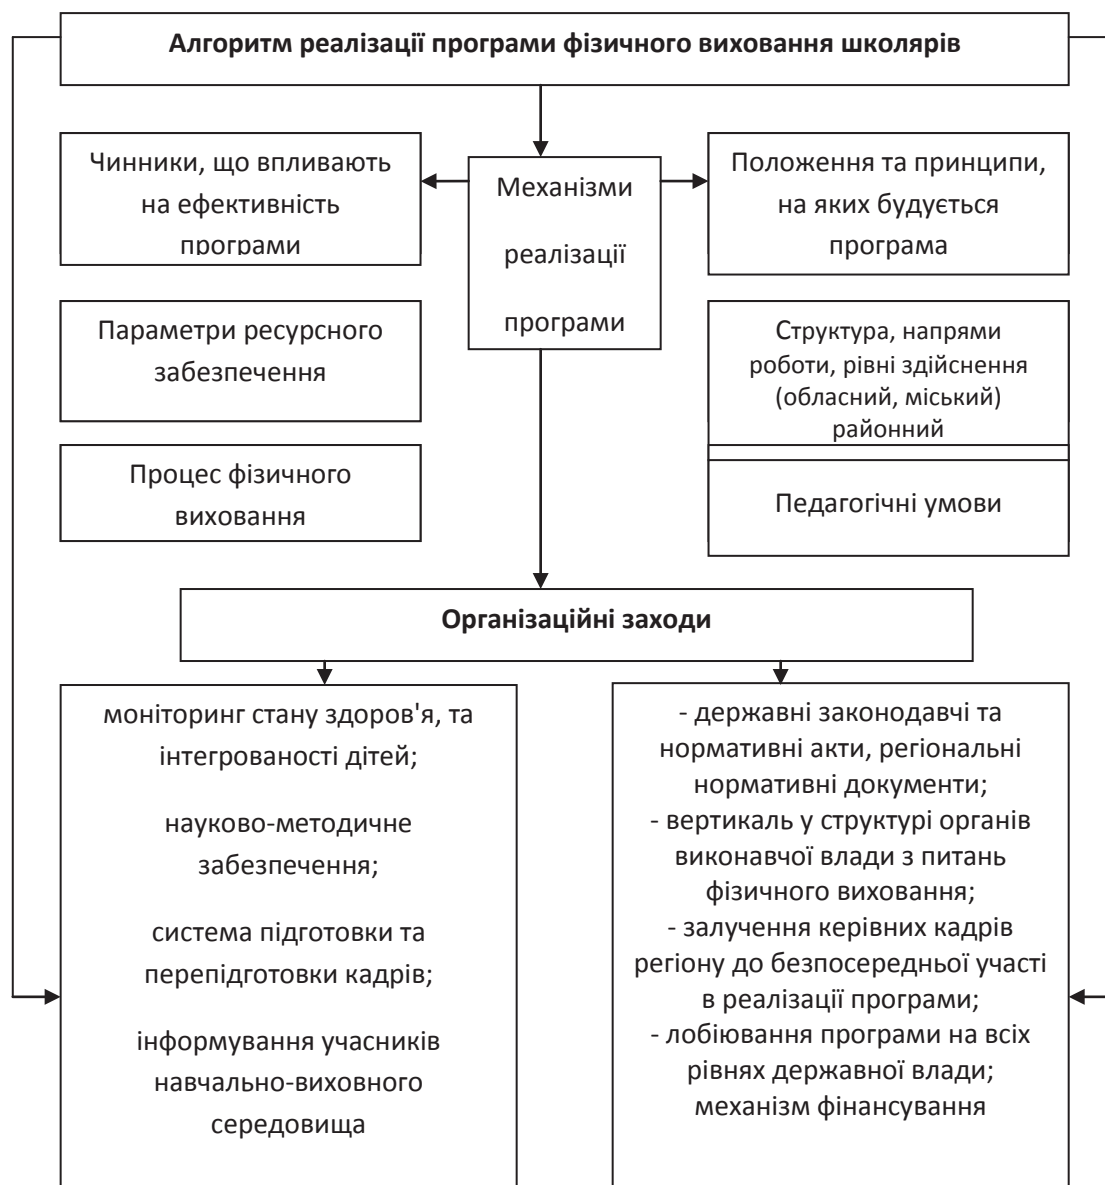 Алгоритм реалізації програми фізичного виховання школярів
Чинники, що впливають
на ефективність
програми
Механізми
реалізації
програми
Положення та принципи,
на яких будується
програма
Параметри ресурсного
забезпечення
Структура, напрями
роботи, рівні здійснення
(обласний, міський)
районний
Процес фізичного
виховання
Педагогічні умови
Організаційні заходи
моніторинг стану здоров'я, та
інтегрованості дітей;
науково-методичне
забезпечення;
система підготовки та
перепідготовки кадрів;
інформування учасників
навчально-виховного
середовища
- державні законодавчі та
нормативні акти, регіональні
нормативні документи;
- вертикаль у структурі органів
виконавчої влади з питань
фізичного виховання;
- залучення керівних кадрів
регіону до безпосередньої участі
в реалізації програми;
- лобіювання програми на всіх
рівнях державної влади;
механізм фінансування